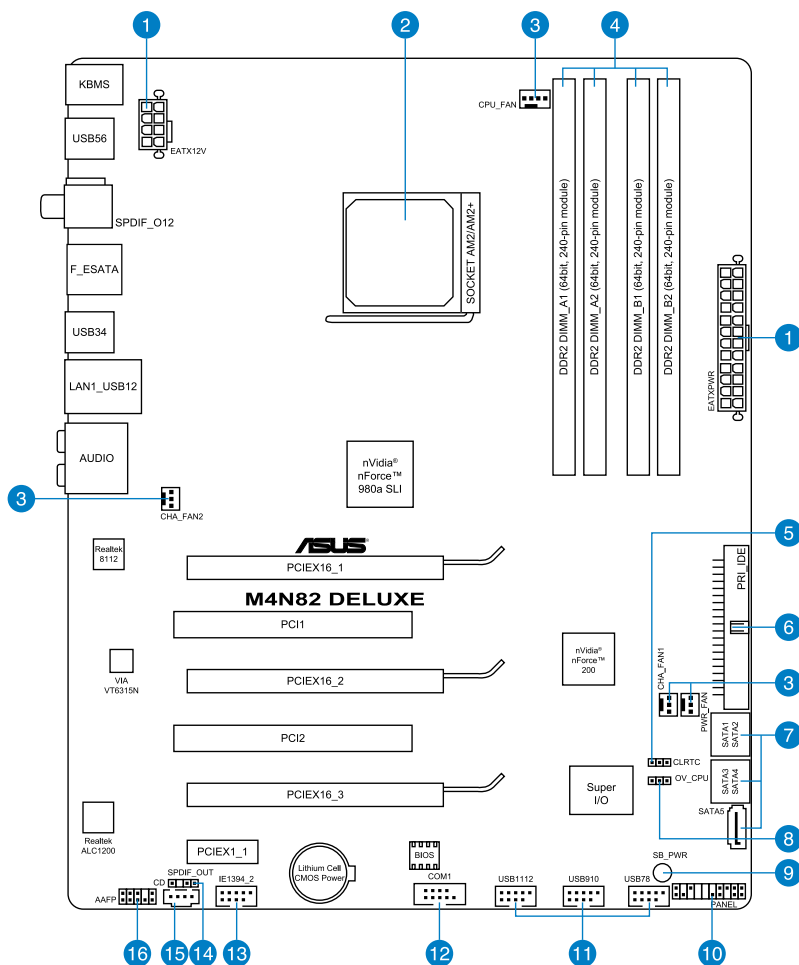 1
2
3
4
KBMS
CPU_FAN
USB56
EATX12V
SPDIF_O12
SOCKET AM2/AM2+
DDR2 DIMM_A1 (64bit, 240-pin module)
DDR2 DIMM_A2 (64bit, 240-pin module)
DDR2 DIMM_B1 (64bit, 240-pin module)
DDR2 DIMM_B2 (64bit, 240-pin module)
F_ESATA
USB34
1
EATXPWR
LAN1_USB12
AUDIO
nVidia®
nForce™
980a SLI
3
CHA_FAN2
5
Realtek
8112
ASUS
PCIEX16_1
PRI_IDE
M4N82 DELUXE
PCI1
6
nVidia®
nForce™
200
VIA
VT6315N
PCIEX16_2
CHA_FAN1
PWR_FAN
3
PCI2
SATA1
SATA2
7
CLRTC
OV_CPU
SATA3
SATA4
PCIEX16_3
Super
I/O
SATA5
8
Realtek
ALC1200
PCIEX1_1
Lithium Cell
CMOS Power
BIOS
SB_PWR
9
SPDIF_OUT
CD
IE1394_2
COM1
USB1112
USB910
USB78
AAFP
PANEL
16
15
14
13
12
11
10